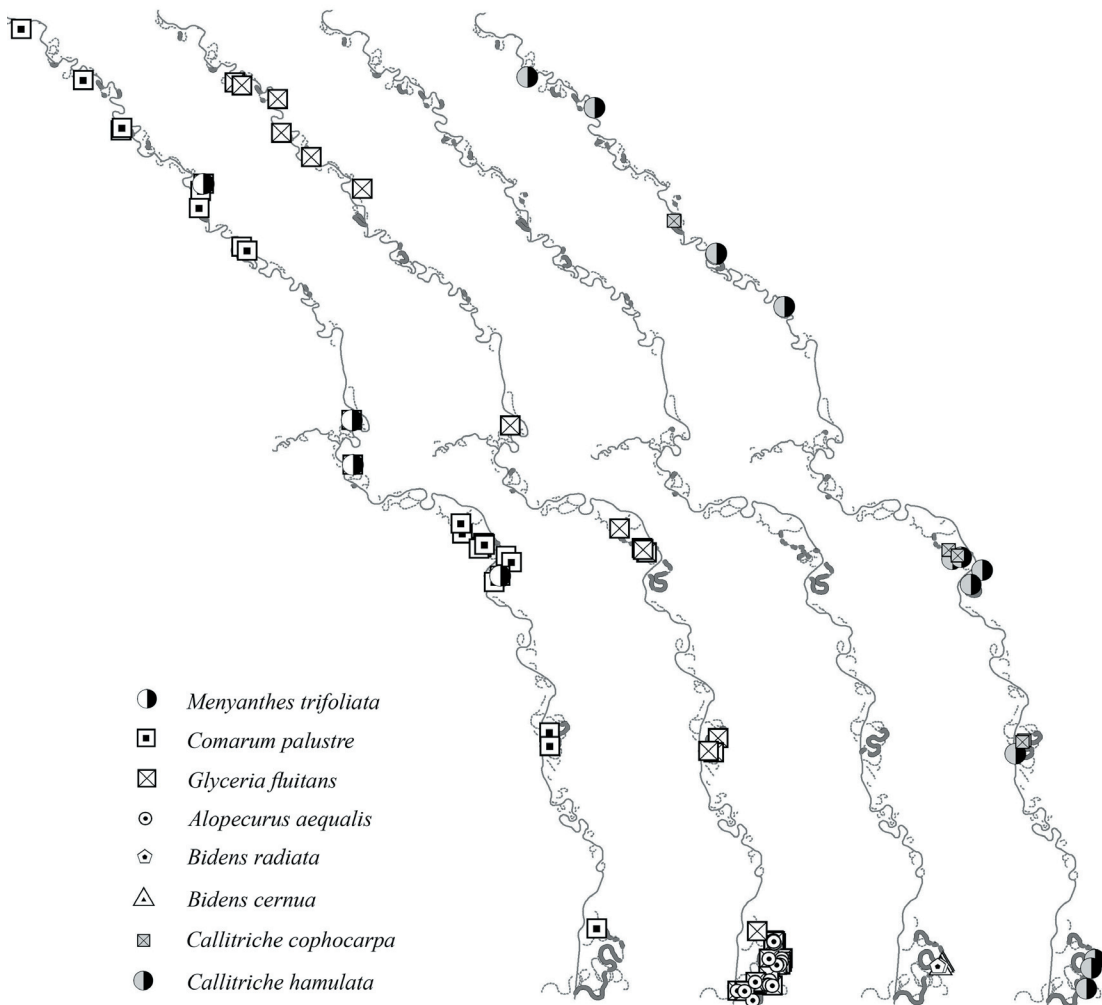 Menyanthes trifoliata
Comarum palustre
Glyceria fluitans
Alopecurus aequalis
Bidens radiata
Bidens cernua
Callitriche cophocarpa
Callitriche hamulata